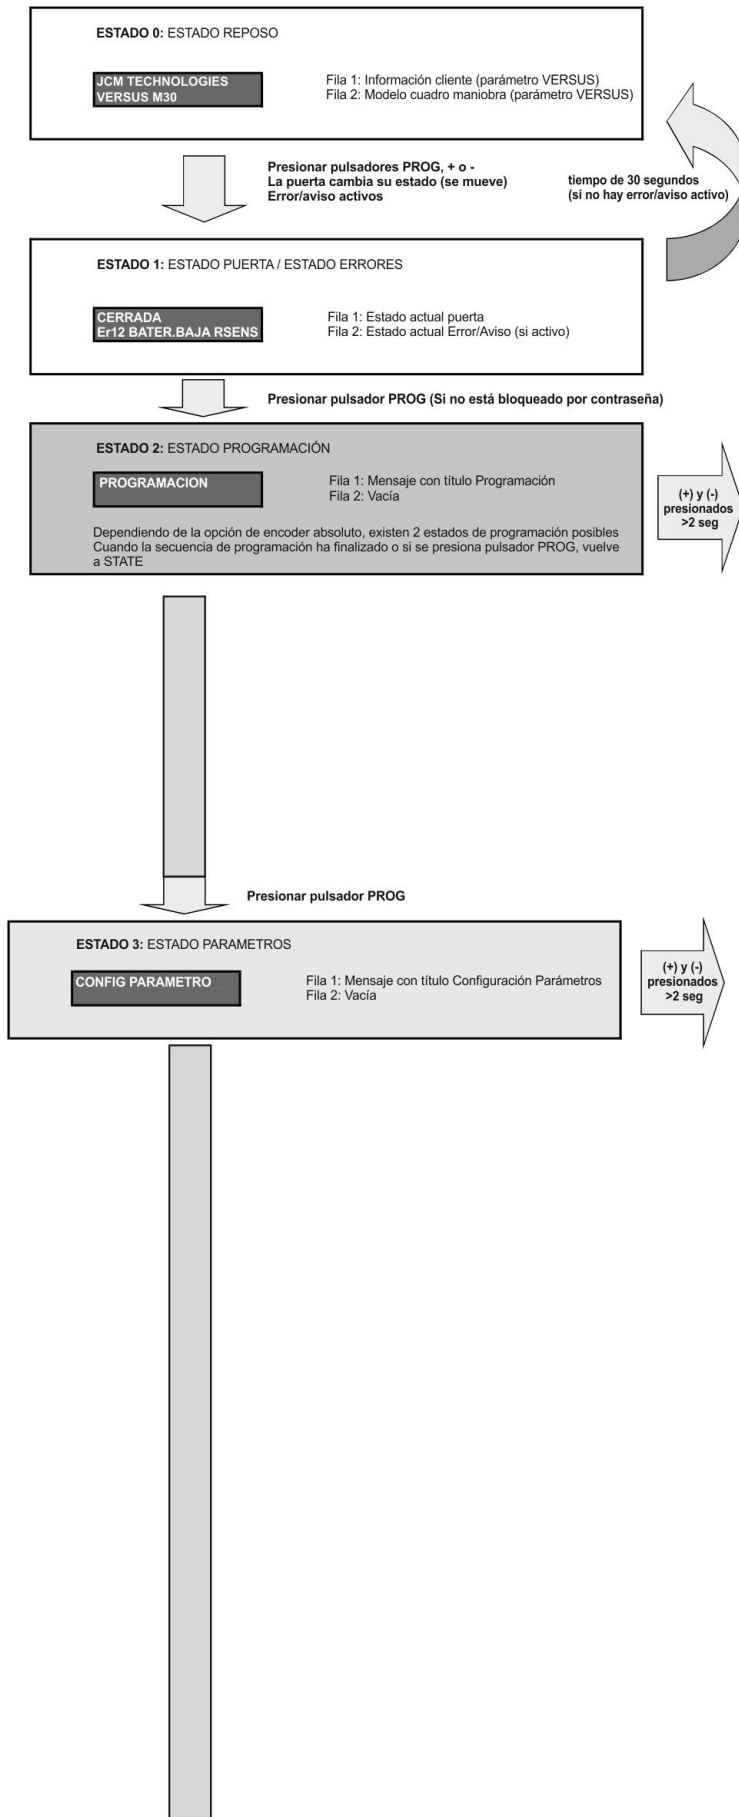 ESTADO 0: ESTADO REPOSO
JCM TECHNOLOGIES
VERSUS M30
Fila 1: Información cliente (parámetro VERSUS)
Fila 2: Modelo cuadro maniobra (parámetro VERSUS)
Presionar pulsadores PROG, + o -
La puerta cambia su estado (se mueve)
Error/aviso activos
tiempo de 30 segundos
(si no hay error/aviso activo)
ESTADO 1: ESTADO PUERTA / ESTADO ERRORES
CERRADA
Er12 BATER.BAJA RSENS
Fila 1: Estado actual puerta
Fila 2: Estado actual Error/Aviso (si activo)
Presionar pulsador PROG (Si no está bloqueado por contraseña)
ESTADO 2: ESTADO PROGRAMACIÓN
PROGRAMACION
Fila 1: Mensaje con título Programación
Fila 2: Vacía
Dependiendo de la opción de encoder absoluto, existen 2 estados de programación posibles
Cuando la secuencia de programación ha finalizado o si se presiona pulsador PROG, vuelve
a STATE
(+) y (-)
presionados
>2 seg
Presionar pulsador PROG
ESTADO 3: ESTADO PARAMETROS
CONFIG PARAMETRO
Fila 1: Mensaje con título Configuración Parámetros
Fila 2: Vacía
(+) y (-)
presionados
>2 seg